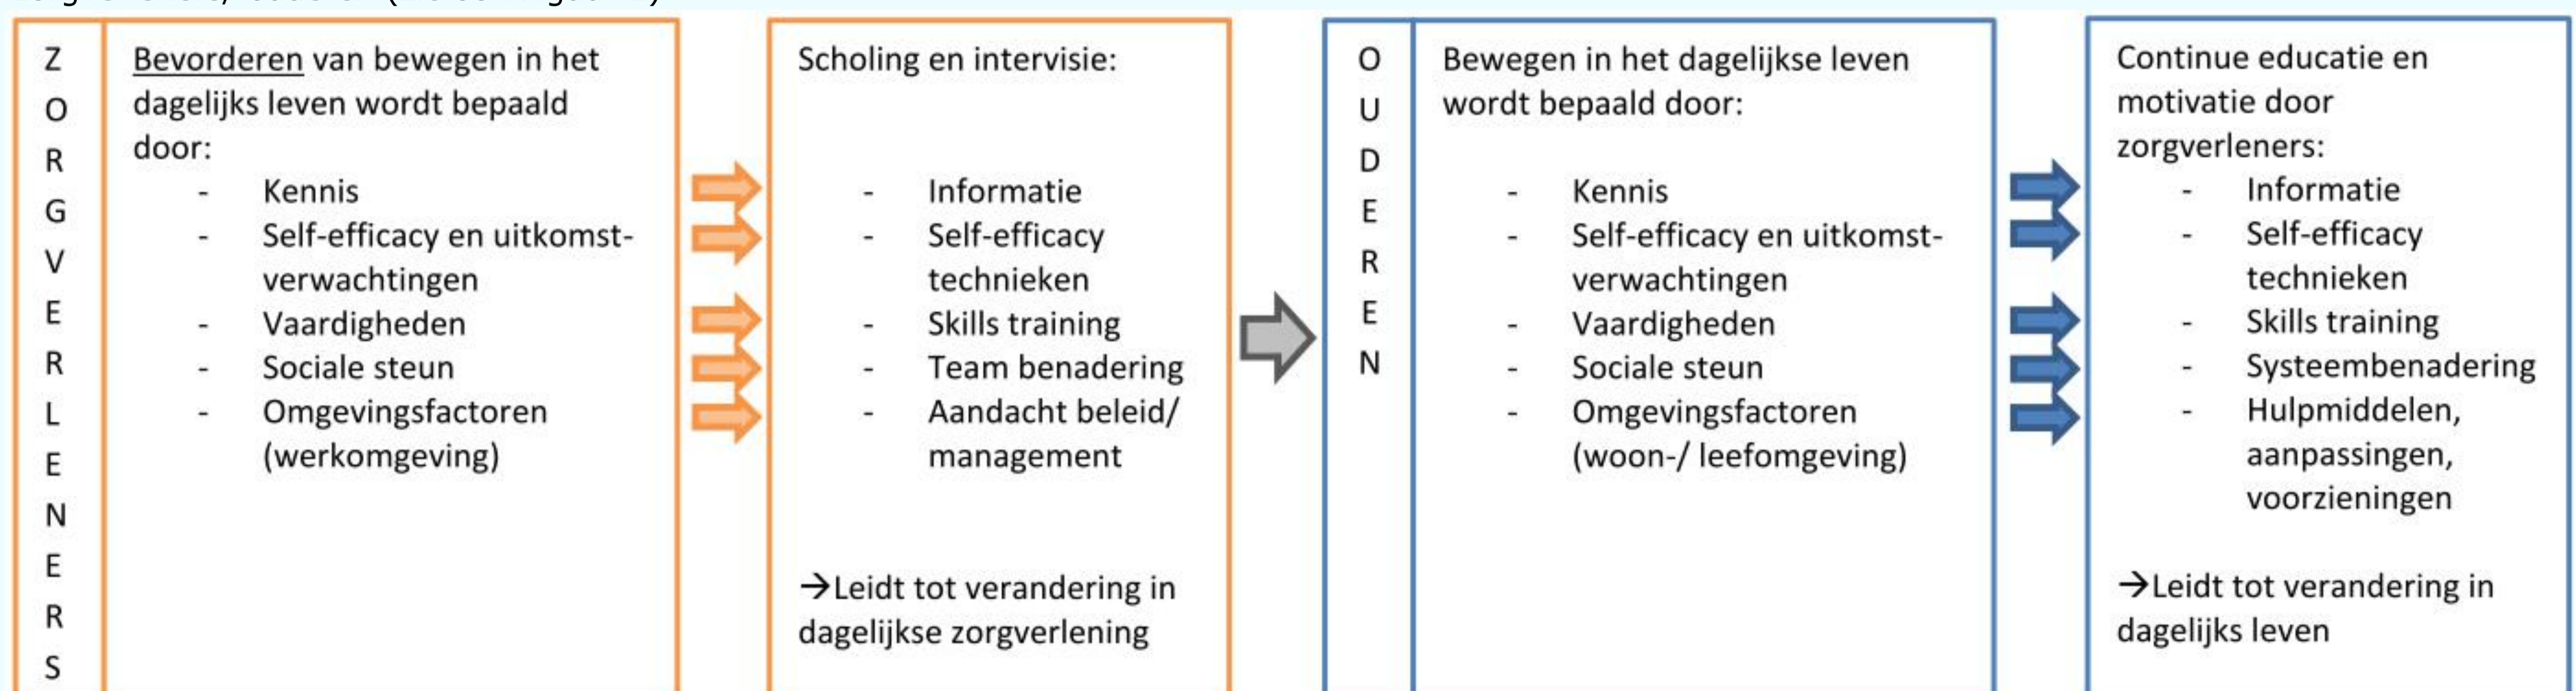 Z
O
R
G
V
E
R
L
E
N
E
R
S
Bevorderen van bewegen in het
dagelijks leven wordt bepaald
door:
- Kennis
- Self-efficacy en uitkomst-
verwachtingen
- Vaardigheden
- Sociale steun
- Omgevingsfactoren
(werkomgeving)
Scholing en intervisie:
- Informatie
- Self-efficacy
technieken
- Skills training
- Team benadering
- Aandacht beleid/
management
→Leidt tot verandering in
dagelijkse zorgverlening
O
U
D
E
R
E
N
Bewegen in het dagelijkse leven
wordt bepaald door:
- Kennis
- Self-efficacy en uitkomst-
verwachtingen
- Vaardigheden
- Sociale steun
- Omgevingsfactoren
(woon-/ leefomgeving)
Continue educatie en
motivatie door
zorgverleners:
- Informatie
- Self-efficacy
technieken
- Skills training
- Systeembenadering
- Hulpmiddelen,
aanpassingen,
voorzieningen
→Leidt tot verandering in
dagelijks leven